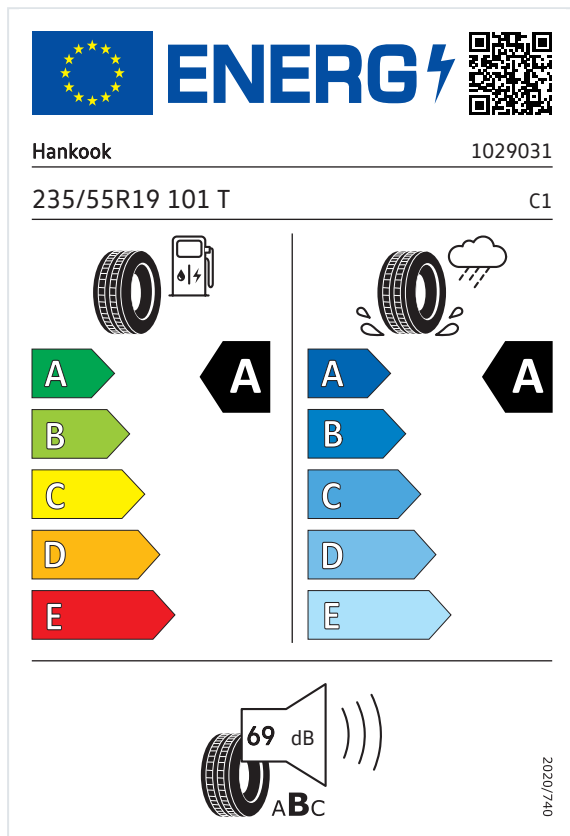 ENERG
Hankook
1029031
235/55R19 101 T
C1
A
A
B
C
D
E
A
A
B
C
D
E
69 dB
ABC
2020/740